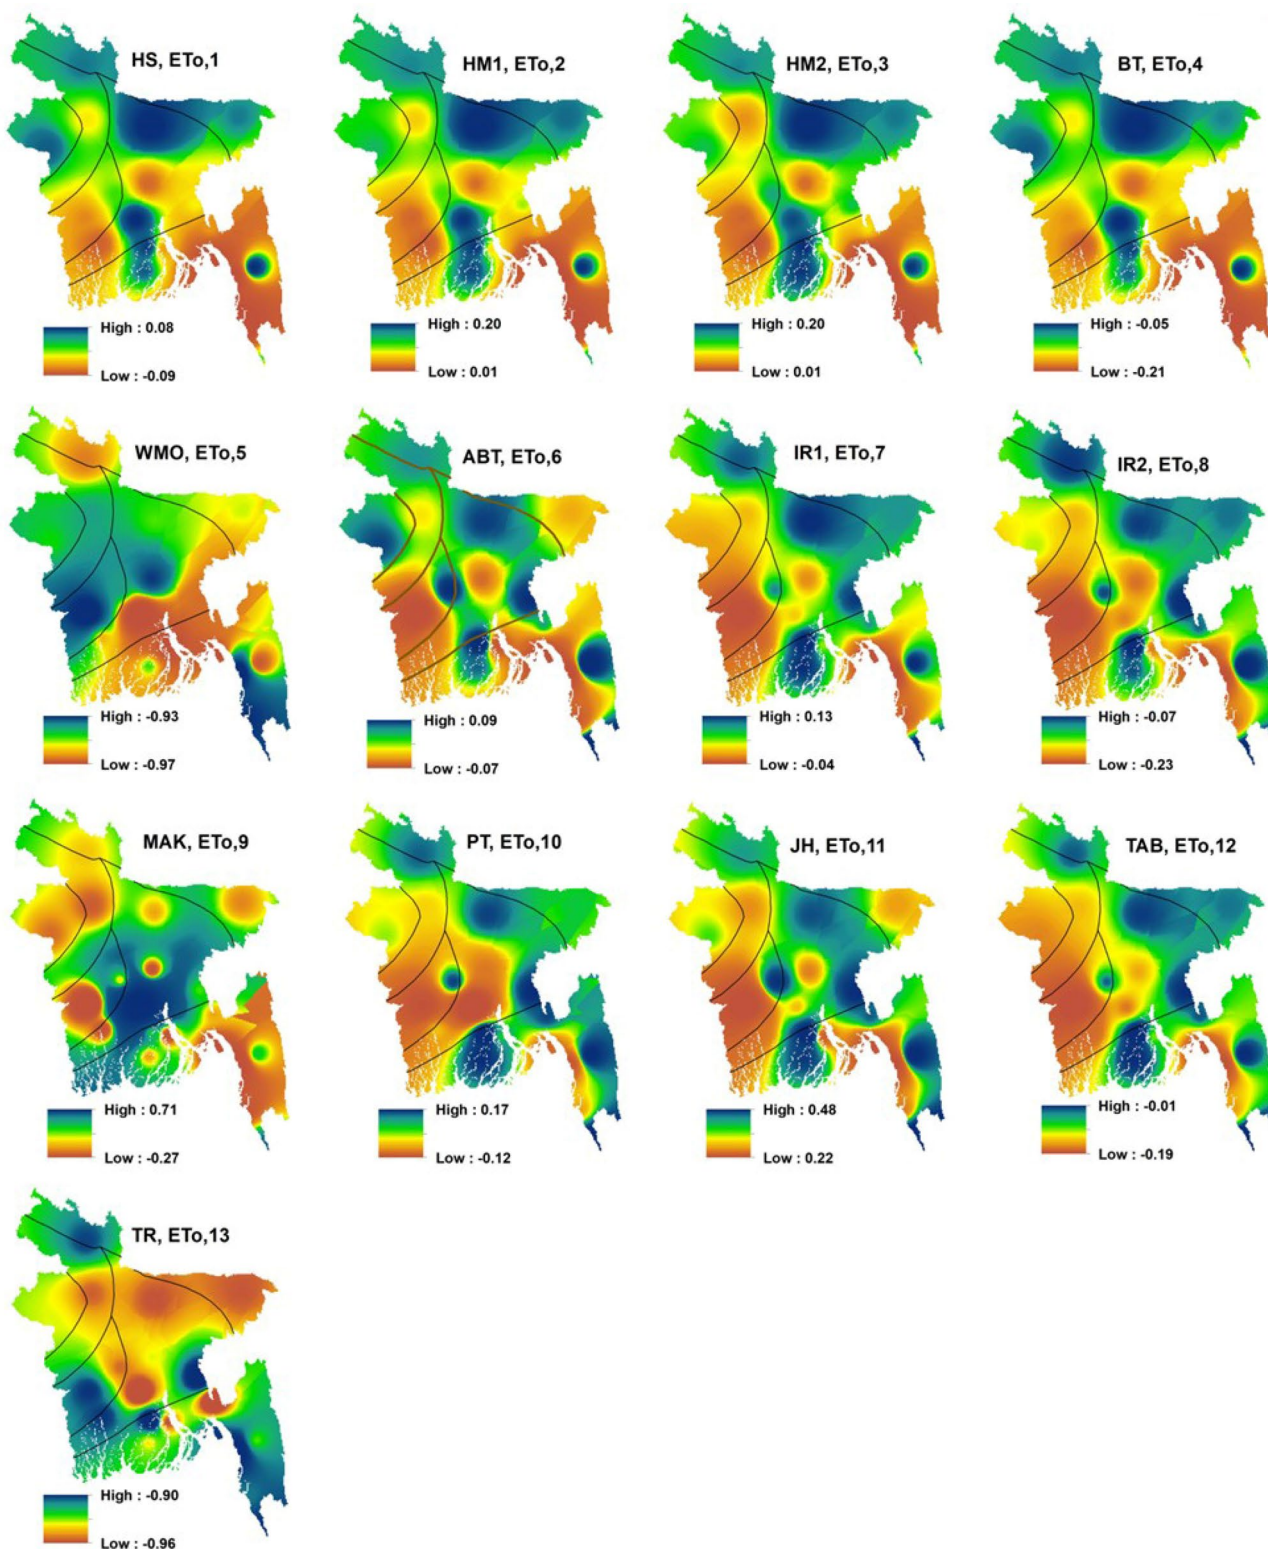 HS, ETo,1
HM1, ETo,2
HM2, ETo,3
BT, ETo,4
High : 0.08
Low : -0.09
High : 0.20
Low : 0.01
High : 0.20
Low : 0.01
High : -0.05
Low : -0.21
WMO, ETo,5
ABT, ETo,6
IR1, ETo,7
IR2, ETo,8
High : -0.93
Low : -0.97
High : 0.09
Low : -0.07
High : 0.13
Low : -0.04
High : -0.07
Low : -0.23
MAK, ETo,9
PT, ETo,10
JH, ETo,11
TAB, ETo,12
High : 0.71
Low : -0.27
High : 0.17
Low : -0.12
High : 0.48
Low : 0.22
High : -0.01
Low : -0.19
TR, ETo,13
High : -0.90
Low : -0.96